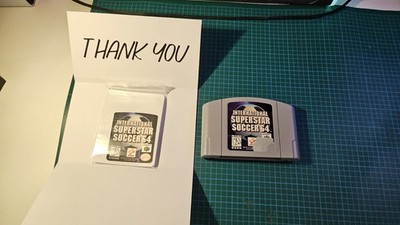 THANK YOU
INTERNATIONAL
SUPERSTAR
SOCCER 64
INTERNATIONAL
SUPERSTAR
SOCCER 64